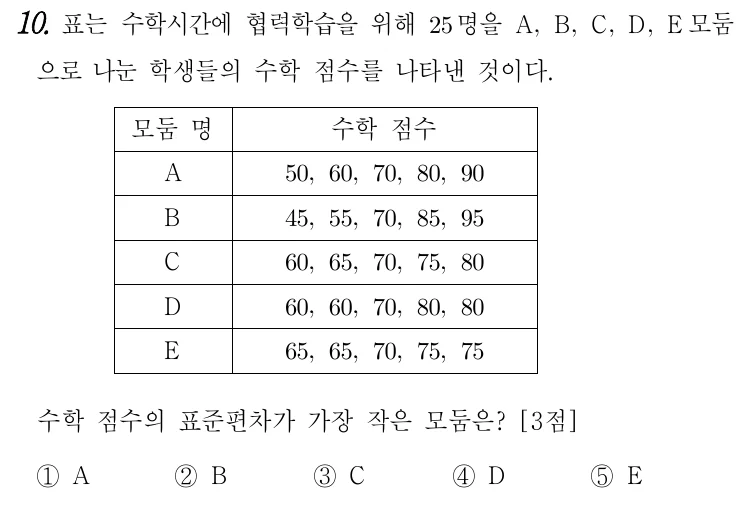 10. 표는 수학시간에 협력학습을 위해 25명을 A, B, C, D, E모둠
으로 나눈 학생들의 수학 점수를 나타낸 것이다.
모둠 명 수학 점수
A 50, 60, 70, 80, 90
B 45, 55, 70, 85, 95
C 60, 65, 70, 75, 80
D 60, 60, 70, 80, 80
E 65, 65, 70, 75, 75
수학 점수의 표준편차가 가장 작은 모둠은? [3점]
① A ② B ③ C ④ D ⑤ E